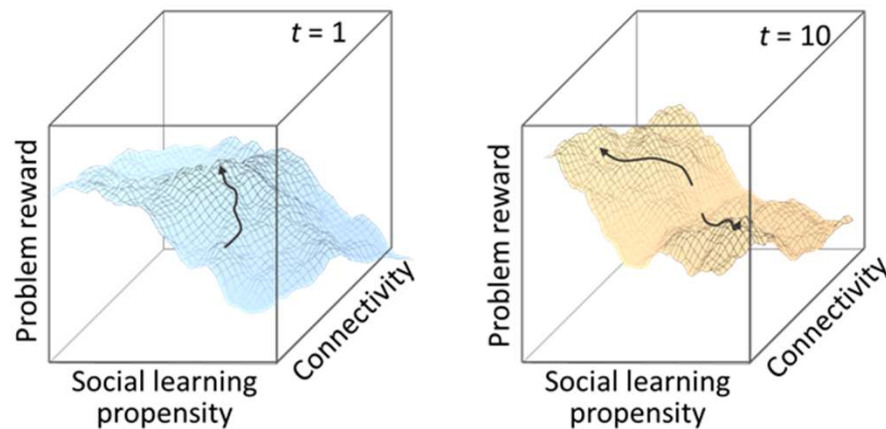 t = 1
Problem reward
Social learning
propensity
Connectivity
t = 10
Problem reward
Social learning
propensity
Connectivity